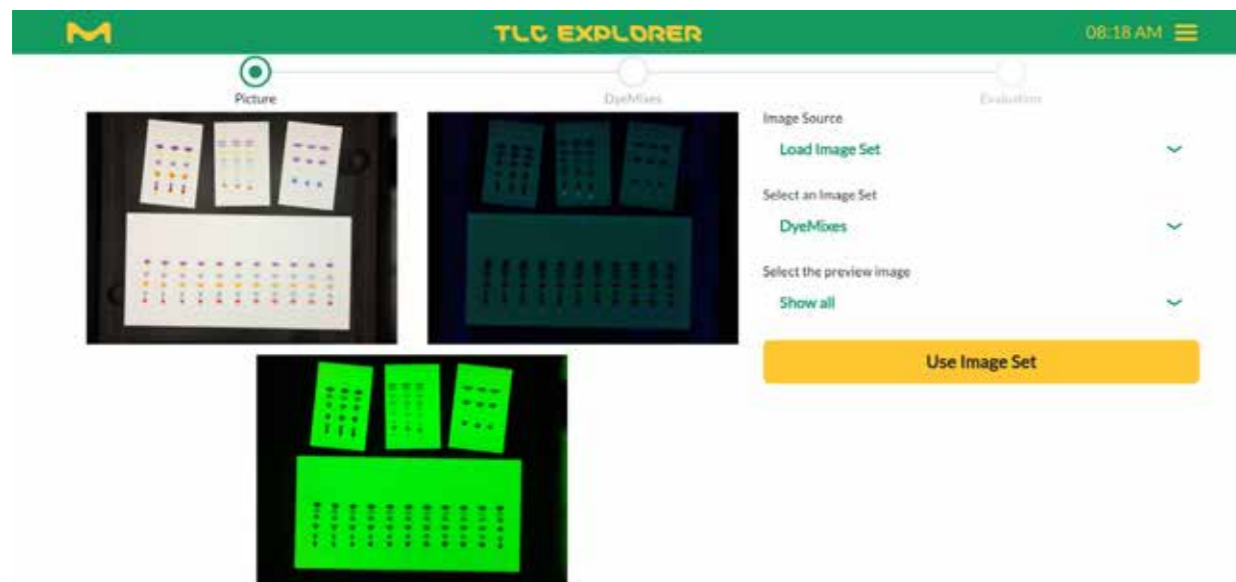 M
TLC EXPLORER
08:18 AM
Picture
DyeMixes
Evaluation
Image Source
Load Image Set
Select an Image Set
DyeMixes
Select the preview image
Show all
Use Image Set